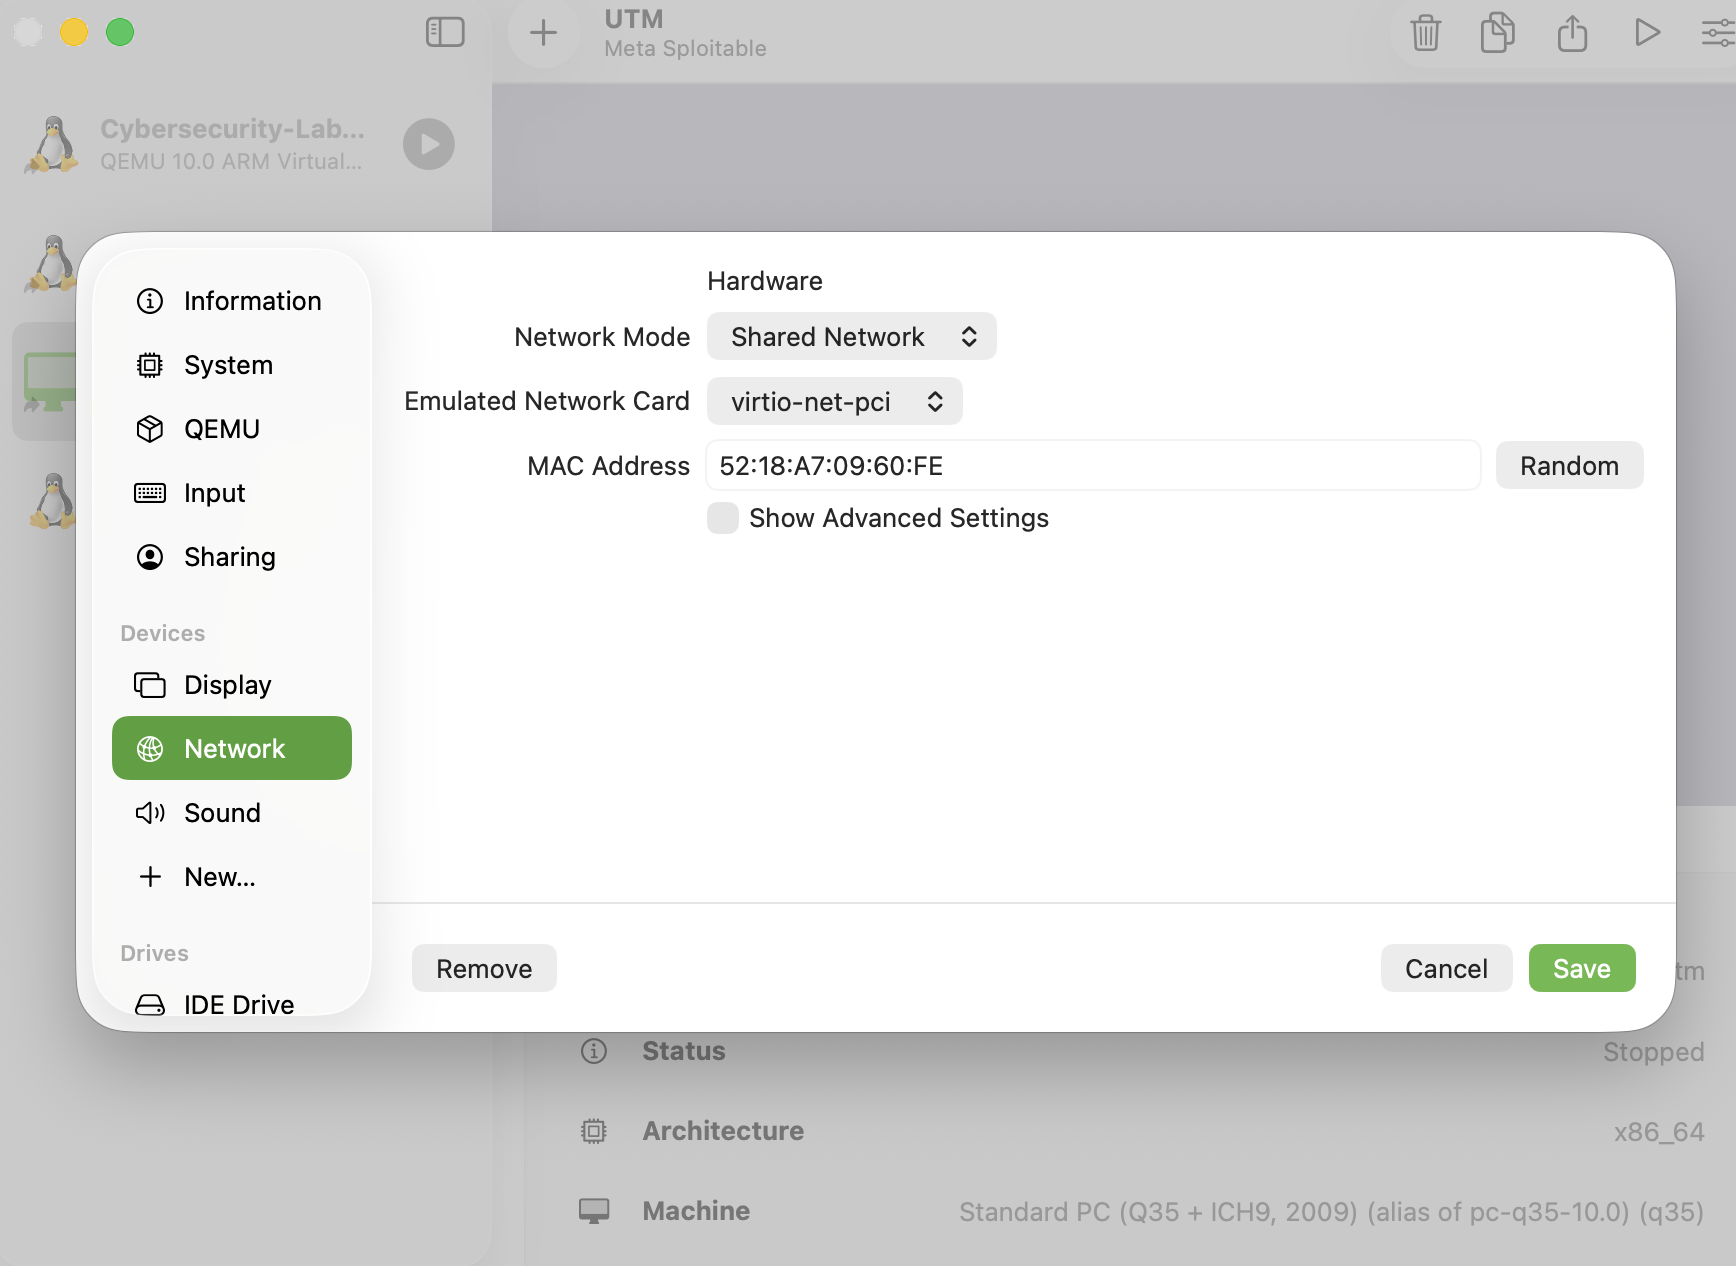 UTM
Meta Sploitable
Cybersecurity-Lab...
QEMU 10.0 ARM Virtual...
Information
System
QEMU
Input
Sharing
Devices
Display
Network
Sound
New...
Drives
IDE Drive
Hardware
Network Mode
Shared Network
Emulated Network Card
virtio-net-pci
MAC Address
52:18:A7:09:60:FE
Random
Show Advanced Settings
Remove
Cancel
Save
tm
Status
Stopped
Architecture
x86_64
Machine
Standard PC (Q35 + ICH9, 2009) (alias of pc-q35-10.0) (q35)